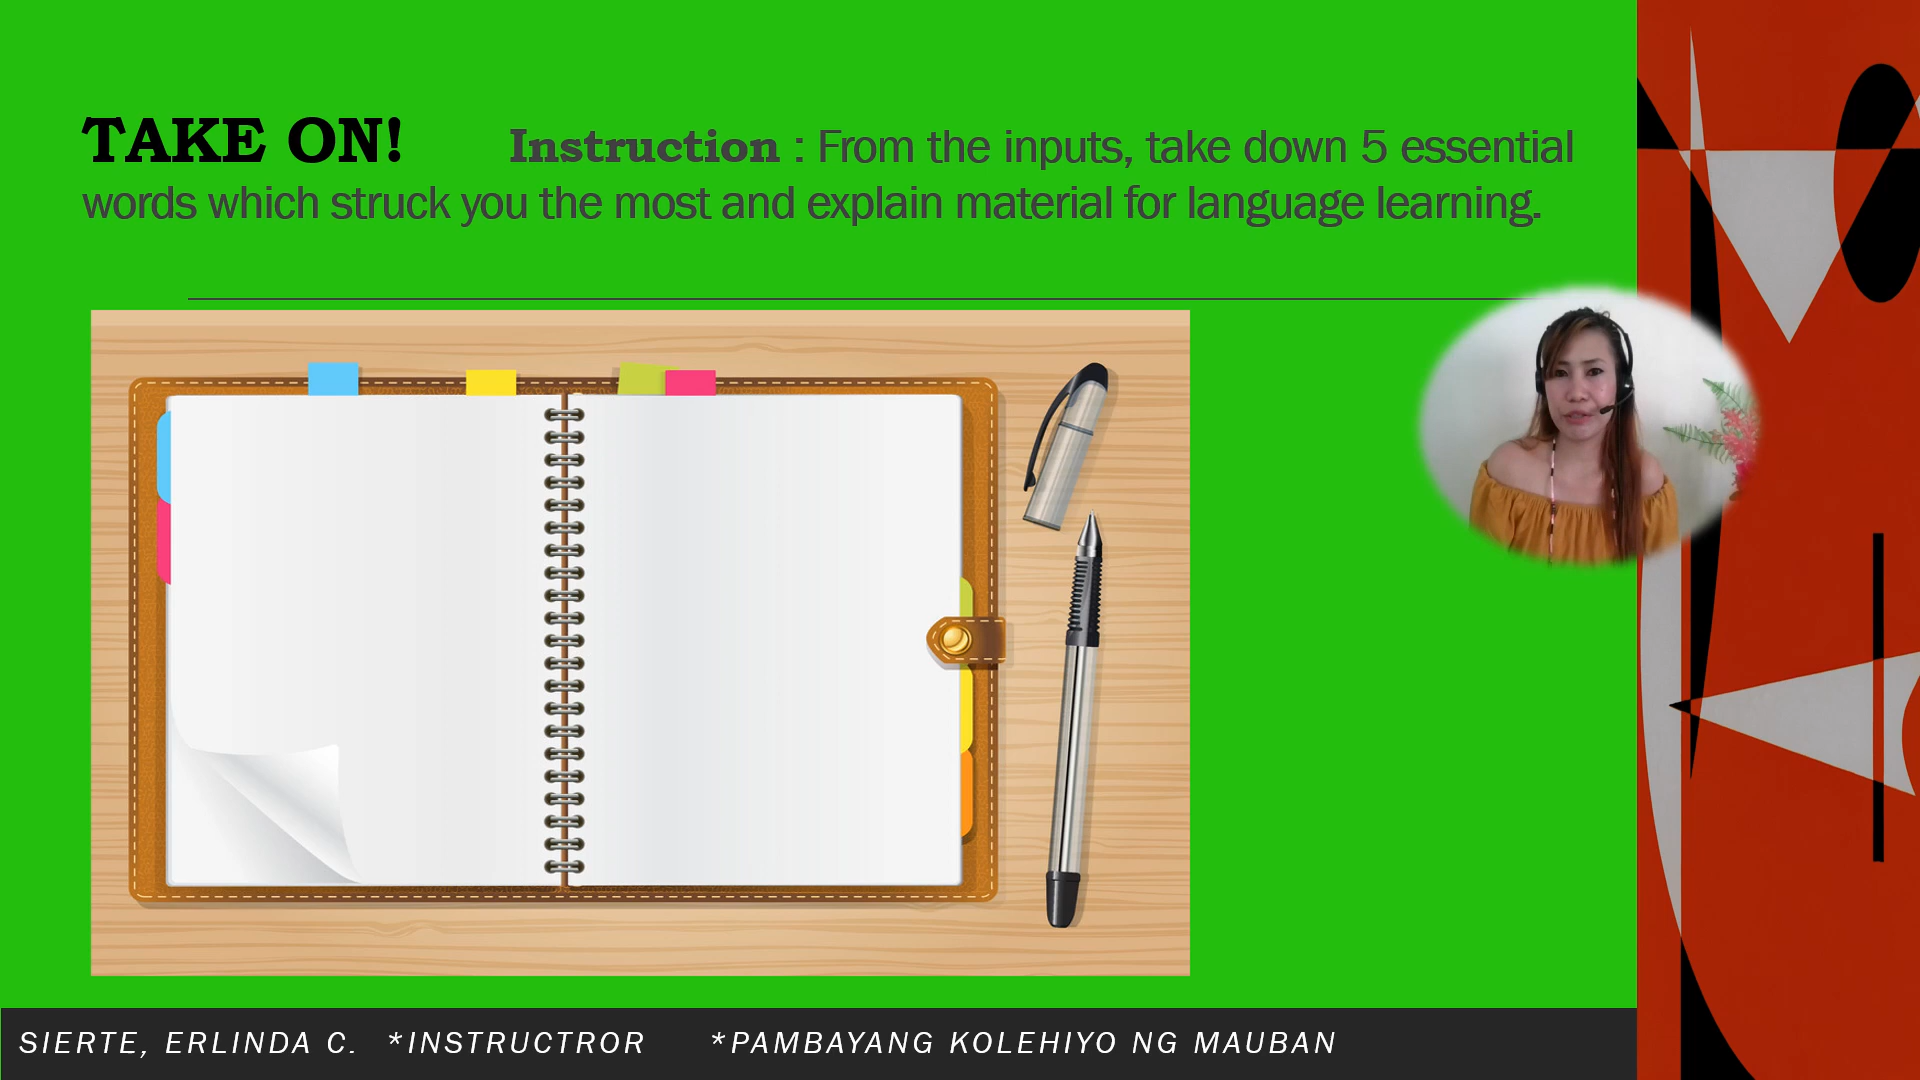 TAKE ON! Instruction : From the inputs, take down 5 essential
words which struck you the most and explain material for language learning.
SIERTE, ERLINDA C. *INSTRUCTROR *PAMBAYANG KOLEHIYO NG MAUBAN